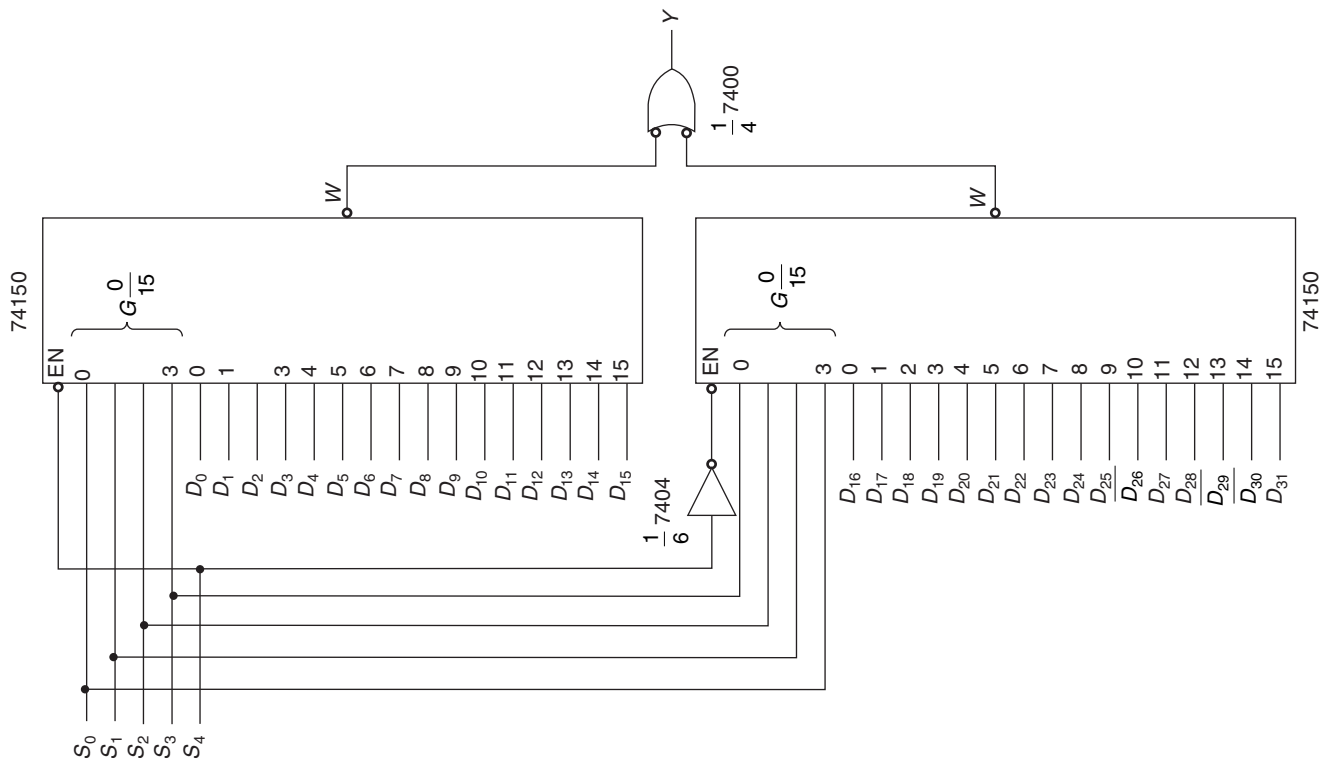 S0
S1
S2
S3
S4
74150
EN
0
3
G 0/15
0
1
3
4
5
6
7
8
9
10
11
12
13
14
15
D0
D1
D2
D3
D4
D5
D6
D7
D8
D9
D10
D11
D12
D13
D14
D15
W
1/6 7404
74150
EN
0
3
G 0/15
0
1
2
3
4
5
6
7
8
9
10
11
12
13
14
15
D16
D17
D18
D19
D20
D21
D22
D23
D24
D25
D26
D27
D28
D29
D30
D31
W
1/4 7400
Y